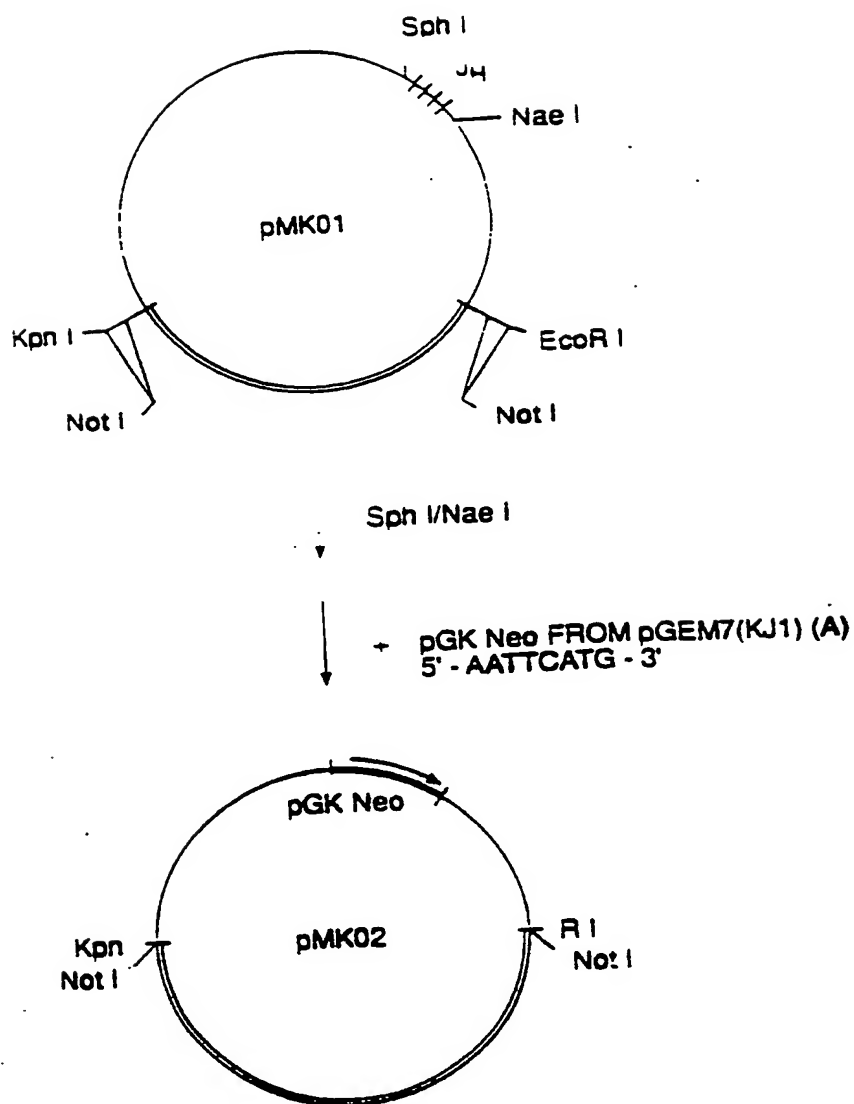 Sph I
JH
Nae I
pMK01
Kpn I
EcoR I
Not I
Not I
Sph I/Nae I
+ pGK Neo FROM pGEM7(KJ1) (A)
5' - AATTCATG - 3'
pGK Neo
pMK02
Kpn
Not I
R I
Not I